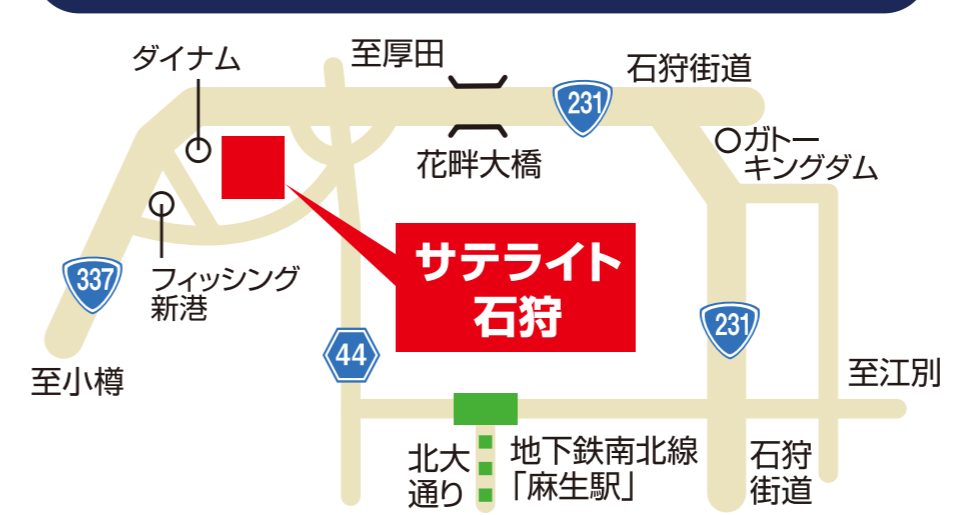 ダイナム
至厚田
石狩街道
231
花畔大橋
ガトー
キングダム
サテライト
石狩
337
フィッシング
新港
231
44
至小樽
至江別
北大
通り
地下鉄南北線
「麻生駅」
石狩
街道